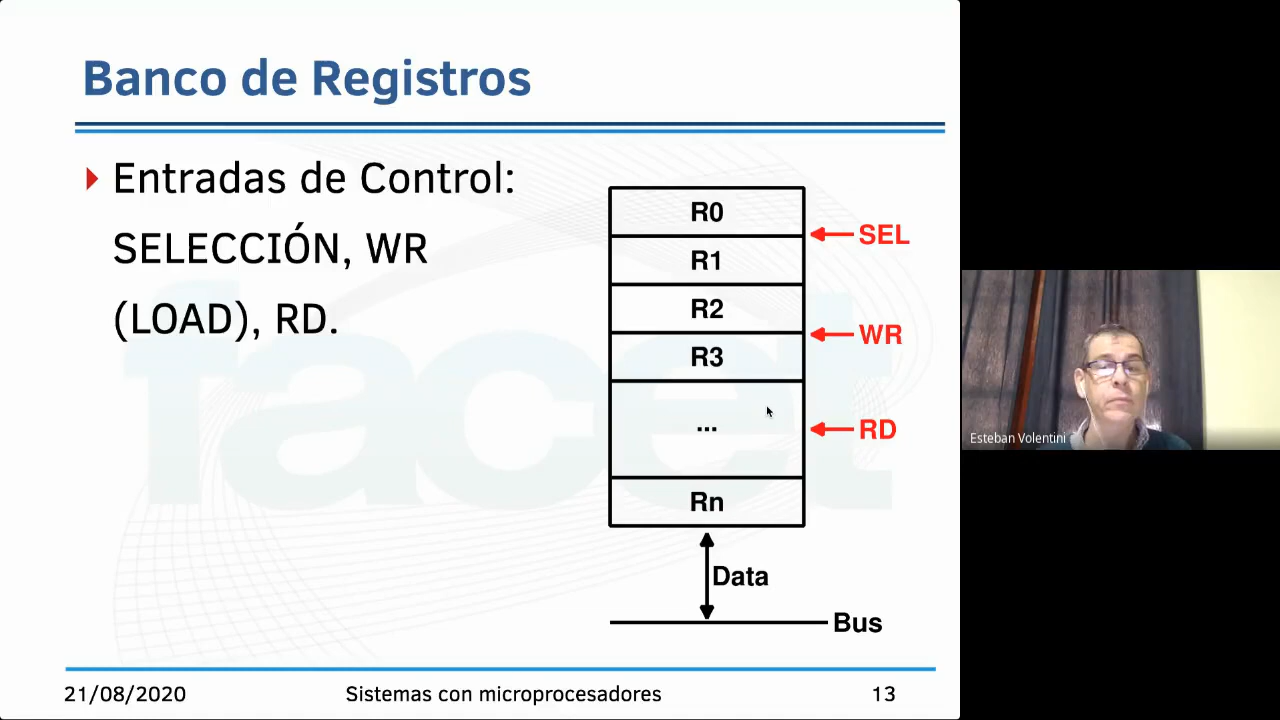 Banco de Registros
Entradas de Control:
SELECCIÓN, WR
(LOAD), RD.
R0
SEL
R1
R2
WR
R3
...
RD
Rn
Data
Bus
facet
Esteban Volentini
21/08/2020
Sistemas con microprocesadores
13